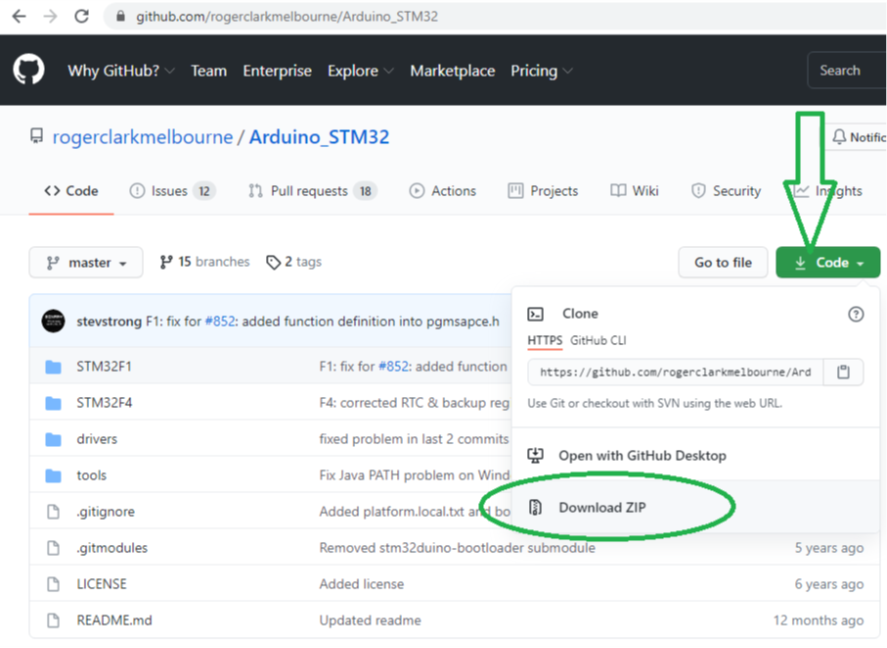 github.com/rogerclarkmelbourne/Arduino_STM32
Why GitHub? Team Enterprise Explore Marketplace Pricing Search
rogerclarkmelbourne / Arduino_STM32 Notific
<> Code Issues 12 Pull requests 18 Actions Projects Wiki Security Insights
master 15 branches 2 tags Go to file Code
stevstrong F1: fix for #852: added function definition into pgmsapce.h
STM32F1 F1: fix for #852: added function
STM32F4 F4: corrected RTC & backup reg
drivers fixed problem in last 2 commits
tools Fix Java PATH problem on Wind
.gitignore Added platform.local.txt and bo
.gitmodules Removed stm32duino-bootloader submodule 5 years ago
LICENSE Added license 6 years ago
README.md Updated readme 12 months ago
Clone
HTTPS GitHub CLI
https://github.com/rogerclarkmelbourne/Ard
Use Git or checkout with SVN using the web URL.
Open with GitHub Desktop
Download ZIP